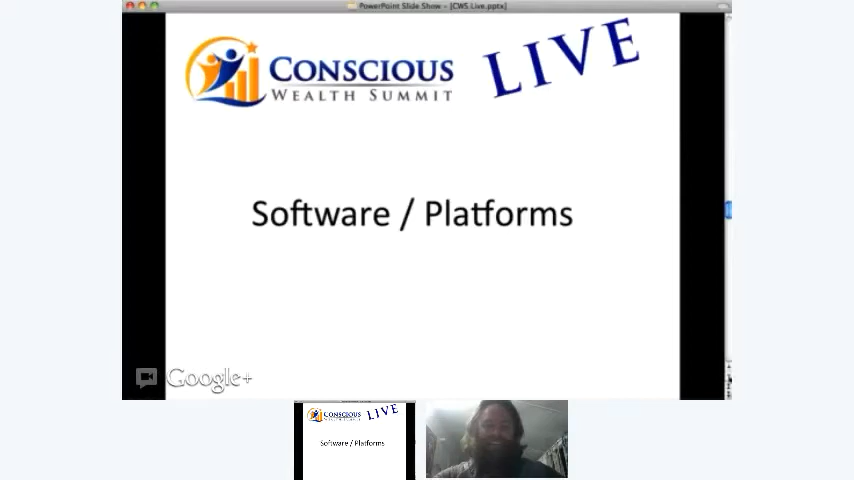 PowerPoint Slide Show - [CWS Live.pptx]
CONSCIOUS LIVE
WEALTH SUMMIT
Software / Platforms
Google+
CONSCIOUS LIVE
Software / Platforms